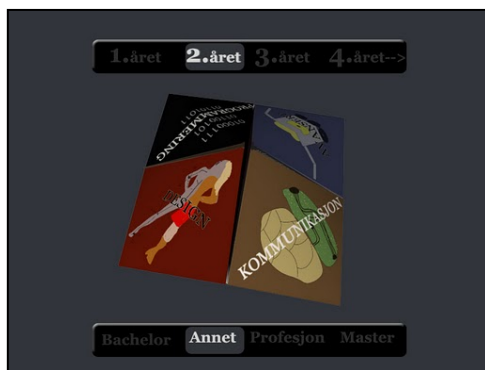 1.året 2.året 3.året 4.året-->
PROGRAMMERING
DESIGN
KOMMUNIKASJON
Bachelor Annet Profesjon Master